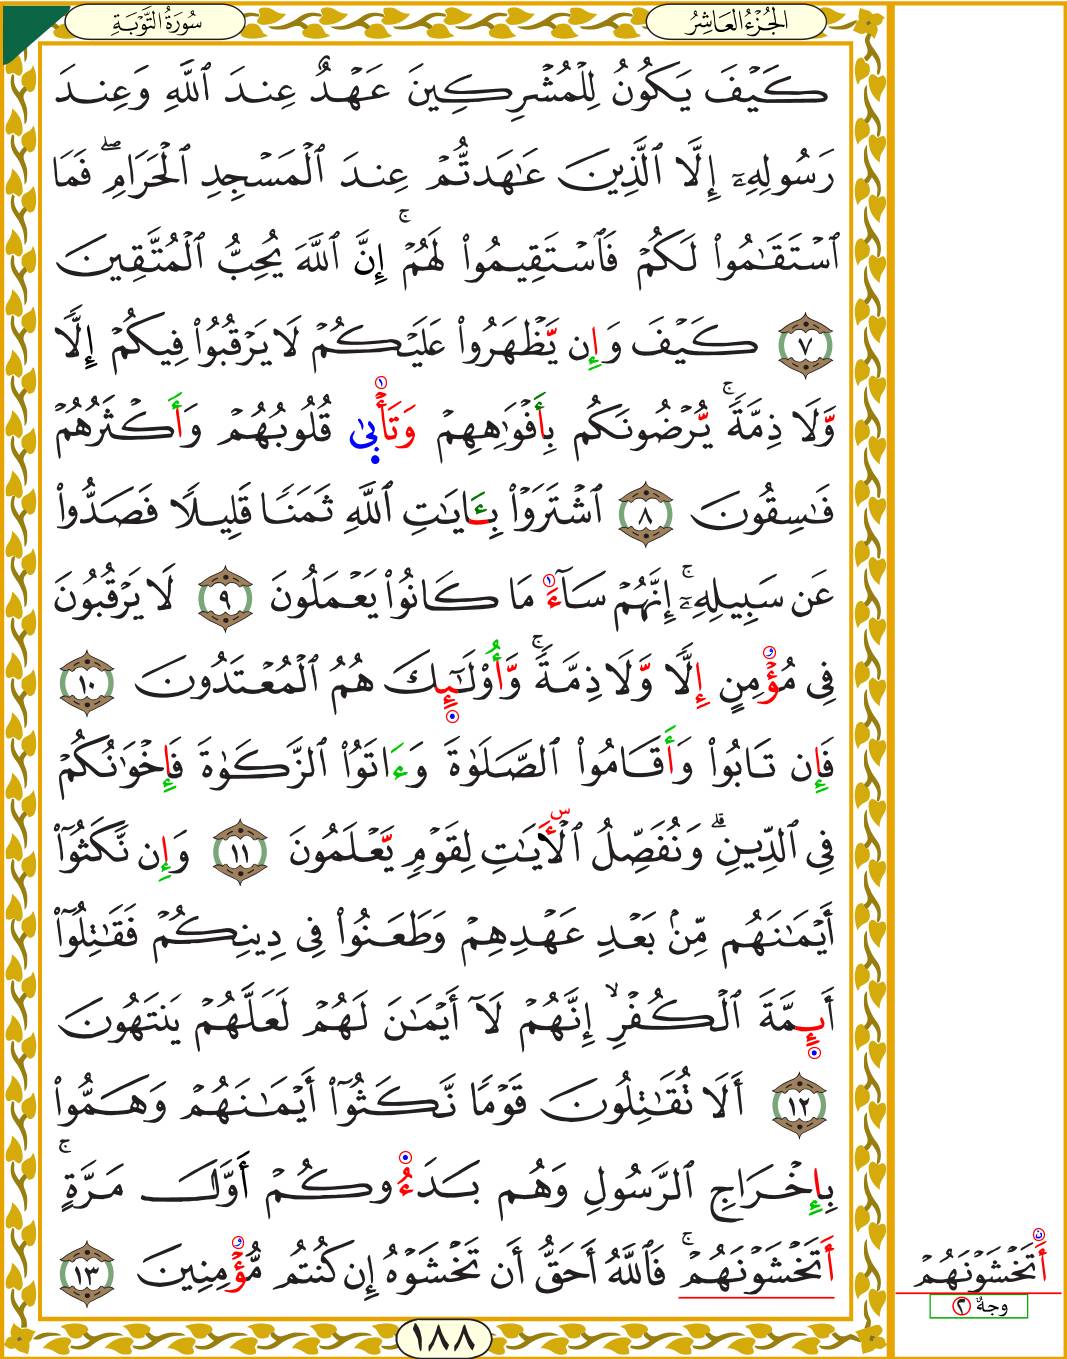 الجُزْءُ العَاشِرُ
سُورَةُ التَّوْبَةِ
كَيْفَ يَكُونُ لِلْمُشْرِكِينَ عَهْدٌ عِندَ ٱللَّهِ وَعِندَ
رَسُولِهِۦٓ إِلَّا ٱلَّذِينَ عَٰهَدتُّمْ عِندَ ٱلْمَسْجِدِ ٱلْحَرَامِ ۖ فَمَا
ٱسْتَقَٰمُوا۟ لَكُمْ فَٱسْتَقِيمُوا۟ لَهُمْ ۚ إِنَّ ٱللَّهَ يُحِبُّ ٱلْمُتَّقِينَ
٧ كَيْفَ وَإِن يَّظْهَرُوا۟ عَلَيْكُمْ لَا يَرْقُبُوا۟ فِيكُمْ إِلًّا
وَّلَا ذِمَّةً ۚ يُّرْضُونَكُم بِأَفْوَٰهِهِمْ وَتَأْبىٰ قُلُوبُهُمْ وَأَكْثَرُهُمْ
فَٰسِقُونَ ٨ ٱشْتَرَوْا۟ بِـَٔايَٰتِ ٱللَّهِ ثَمَنًا قَلِيلًا فَصَدُّوا۟
عَن سَبِيلِهِۦٓ ۚ إِنَّهُمْ سَآءَ مَا كَانُوا۟ يَعْمَلُونَ ٩ لَا يَرْقُبُونَ
فِى مُؤْمِنٍ إِلًّا وَّلَا ذِمَّةً ۚ وَّأُو۟لَٰٓئِكَ هُمُ ٱلْمُعْتَدُونَ ١٠
فَإِن تَابُوا۟ وَأَقَامُوا۟ ٱلصَّلَوٰةَ وَءَاتَوُا۟ ٱلزَّكَوٰةَ فَإِخْوَٰنُكُمْ
فِى ٱلدِّينِ ۗ وَنُفَصِّلُ ٱلْأَيَٰتِ لِقَوْمٍ يَّعْلَمُونَ ١١ وَإِن نَّكَثُوٓا۟
أَيْمَٰنَهُم مِّنۢ بَعْدِ عَهْدِهِمْ وَطَعَنُوا۟ فِى دِينِكُمْ فَقَٰتِلُوٓا۟
أَئِمَّةَ ٱلْكُفْرِ ۙ إِنَّهُمْ لَآ أَيْمَٰنَ لَهُمْ لَعَلَّهُمْ يَنتَهُونَ
١٢ أَلَا تُقَٰتِلُونَ قَوْمًا نَّكَثُوٓا۟ أَيْمَٰنَهُمْ وَهَمُّوا۟
بِإِخْرَاجِ ٱلرَّسُولِ وَهُم بَدَءُوكُمْ أَوَّلَ مَرَّةٍ ۚ
أَتَخْشَوْنَهُمْ ۚ فَٱللَّهُ أَحَقُّ أَن تَخْشَوْهُ إِن كُنتُم مُّؤْمِنِينَ ١٣
أَتَخْشَوْنَهُمْ
وجهٌ ٢
١٨٨